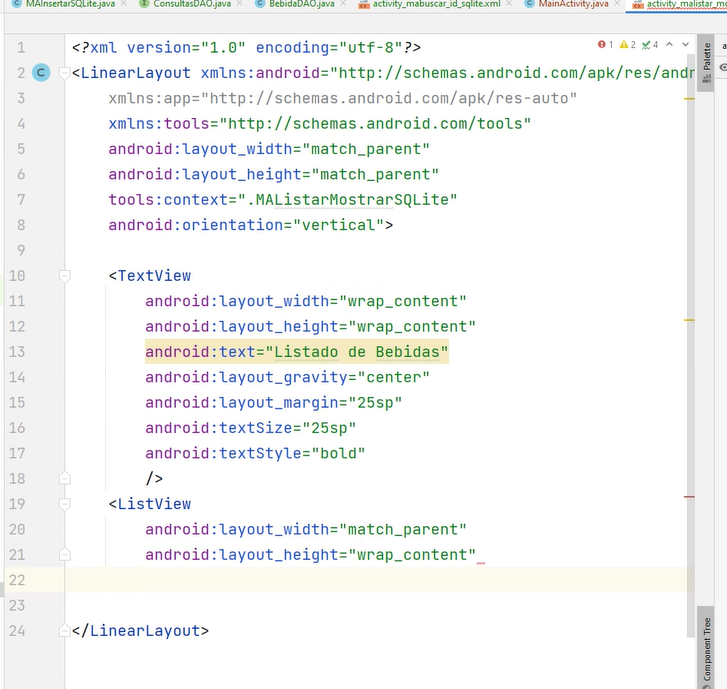 MAInsertarSQLite.java ConsultasDAO.java BebidaDAO.java activity_mabuscar_id_sqlite.xml MainActivity.java
1 2 4
Palette
1 <?xml version="1.0" encoding="utf-8"?>
2 <LinearLayout xmlns:android="http://schemas.android.com/apk/res/andr
3 xmlns:app="http://schemas.android.com/apk/res-auto"
4 xmlns:tools="http://schemas.android.com/tools"
5 android:layout_width="match_parent"
6 android:layout_height="match_parent"
7 tools:context=".MAListarMostrarSQLite"
8 android:orientation="vertical">
9
10 <TextView
11 android:layout_width="wrap_content"
12 android:layout_height="wrap_content"
13 android:text="Listado de Bebidas"
14 android:layout_gravity="center"
15 android:layout_margin="25sp"
16 android:textSize="25sp"
17 android:textStyle="bold"
18 />
19 <ListView
20 android:layout_width="match_parent"
21 android:layout_height="wrap_content"
22
23
24 </LinearLayout>
Component Tree